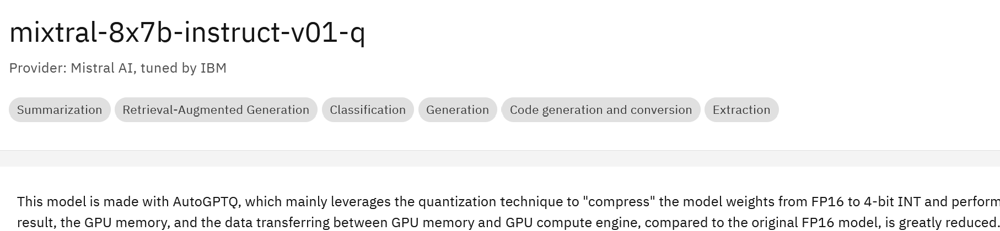 mixtral-8x7b-instruct-v01-q
Provider: Mistral AI, tuned by IBM
Summarization Retrieval-Augmented Generation Classification Generation Code generation and conversion Extraction
This model is made with AutoGPTQ, which mainly leverages the quantization technique to "compress" the model weights from FP16 to 4-bit INT and perform
result, the GPU memory, and the data transferring between GPU memory and GPU compute engine, compared to the original FP16 model, is greatly reduced